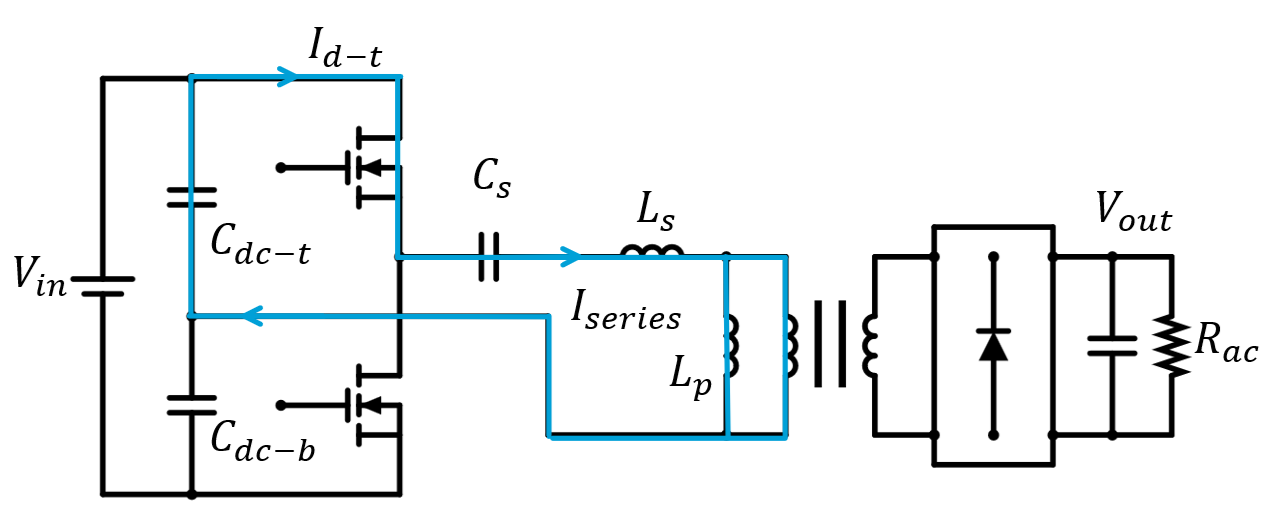 I_{d-t}
C_s
L_s
V_{out}
C_{dc-t}
V_{in}
I_{series}
R_{ac}
L_p
C_{dc-b}